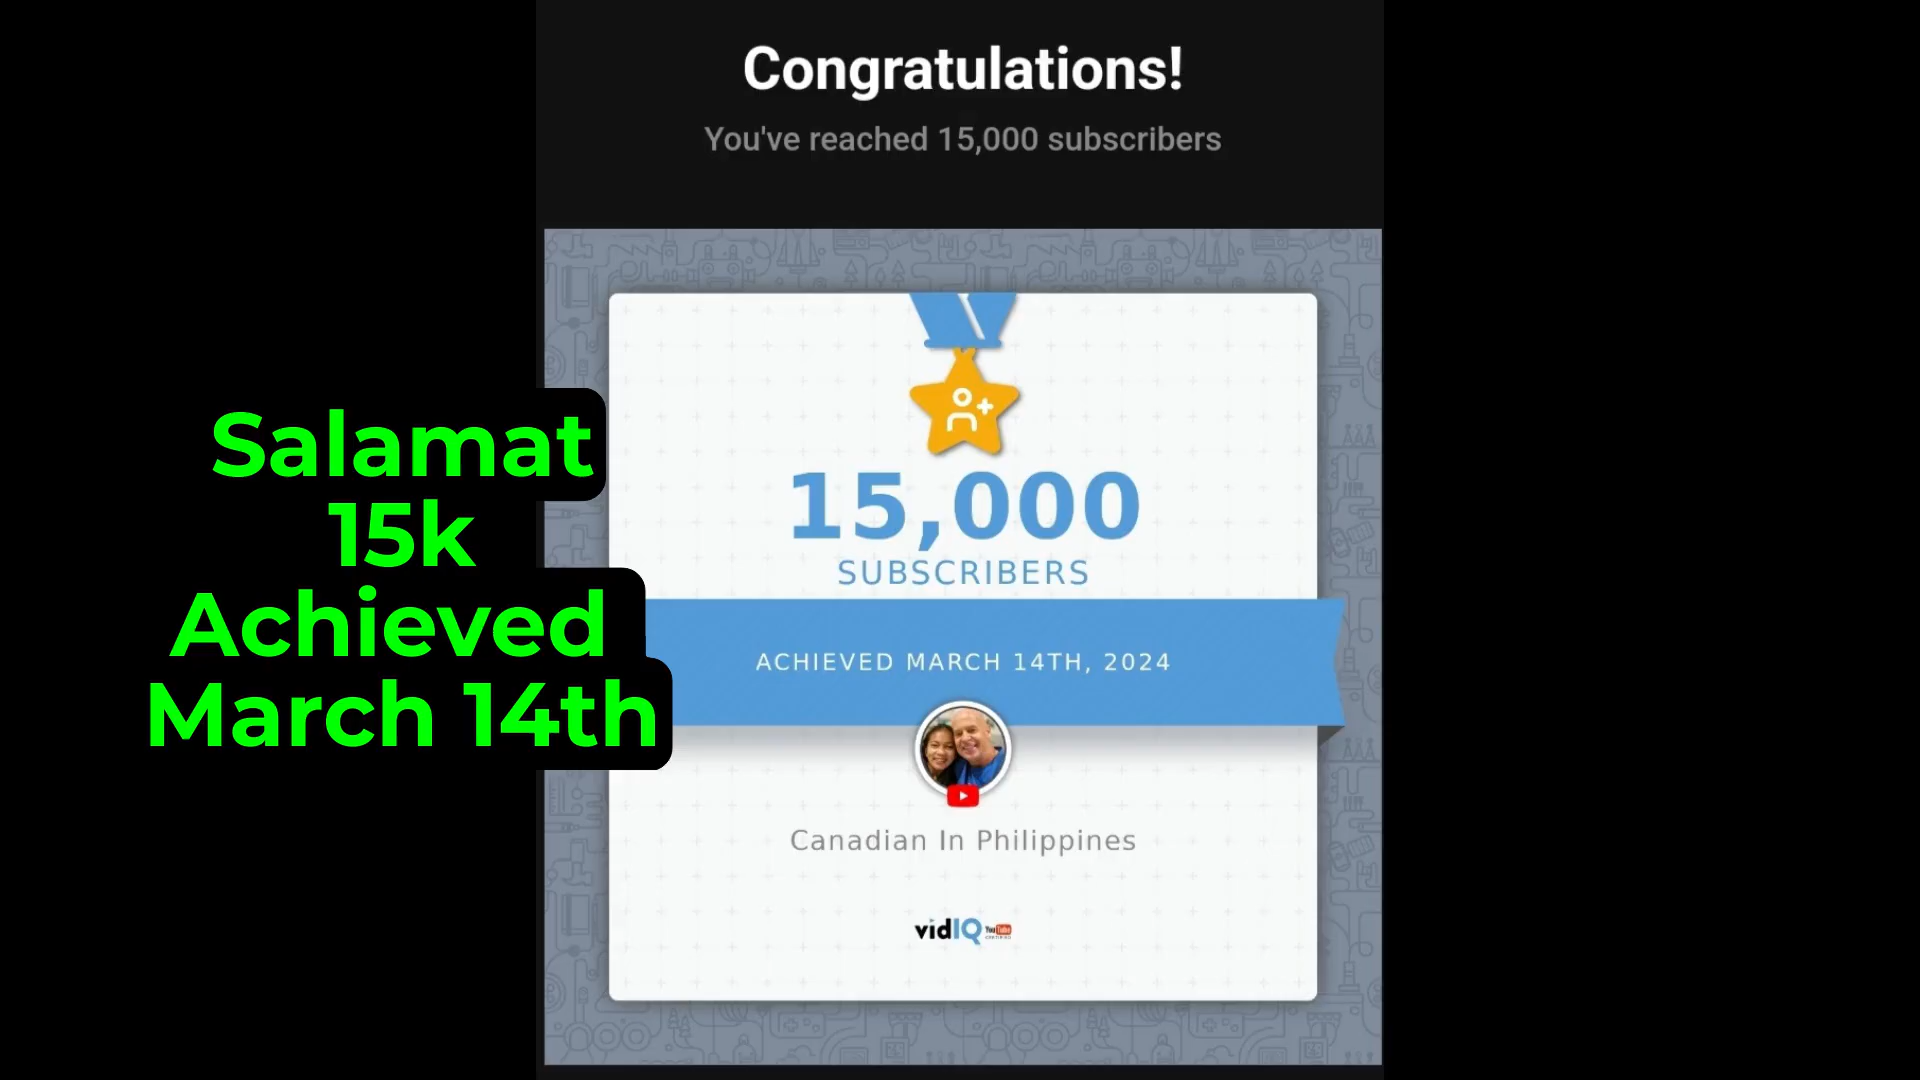 Congratulations!
You've reached 15,000 subscribers
Salamat
15k
Achieved
March 14th
15,000
SUBSCRIBERS
ACHIEVED MARCH 14TH, 2024
Canadian In Philippines
vidIQ YouTube